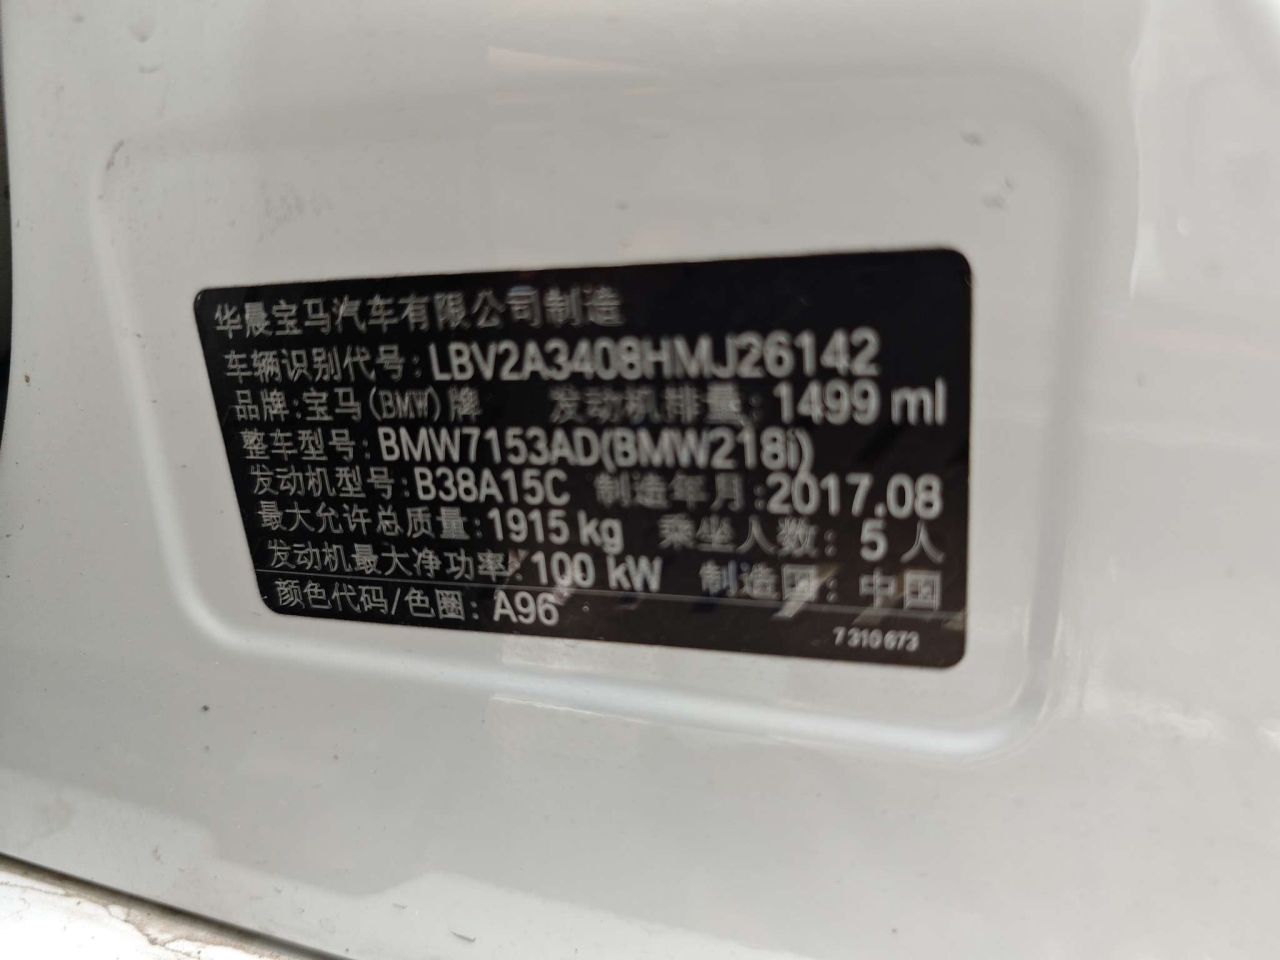 华晨宝马汽车有限公司制造
车辆识别代号:LBV2A3408HMJ26142
品牌:宝马(BMW)牌 发动机排量:1499 ml
整车型号:BMW7153AD(BMW218i)
发动机型号:B38A15C 制造年月:2017.08
最大允许总质量:1915 kg 乘坐人数: 5 人
发动机最大净功率:100 kW 制造国: 中国
颜色代码/色圈: A96
7 310 673